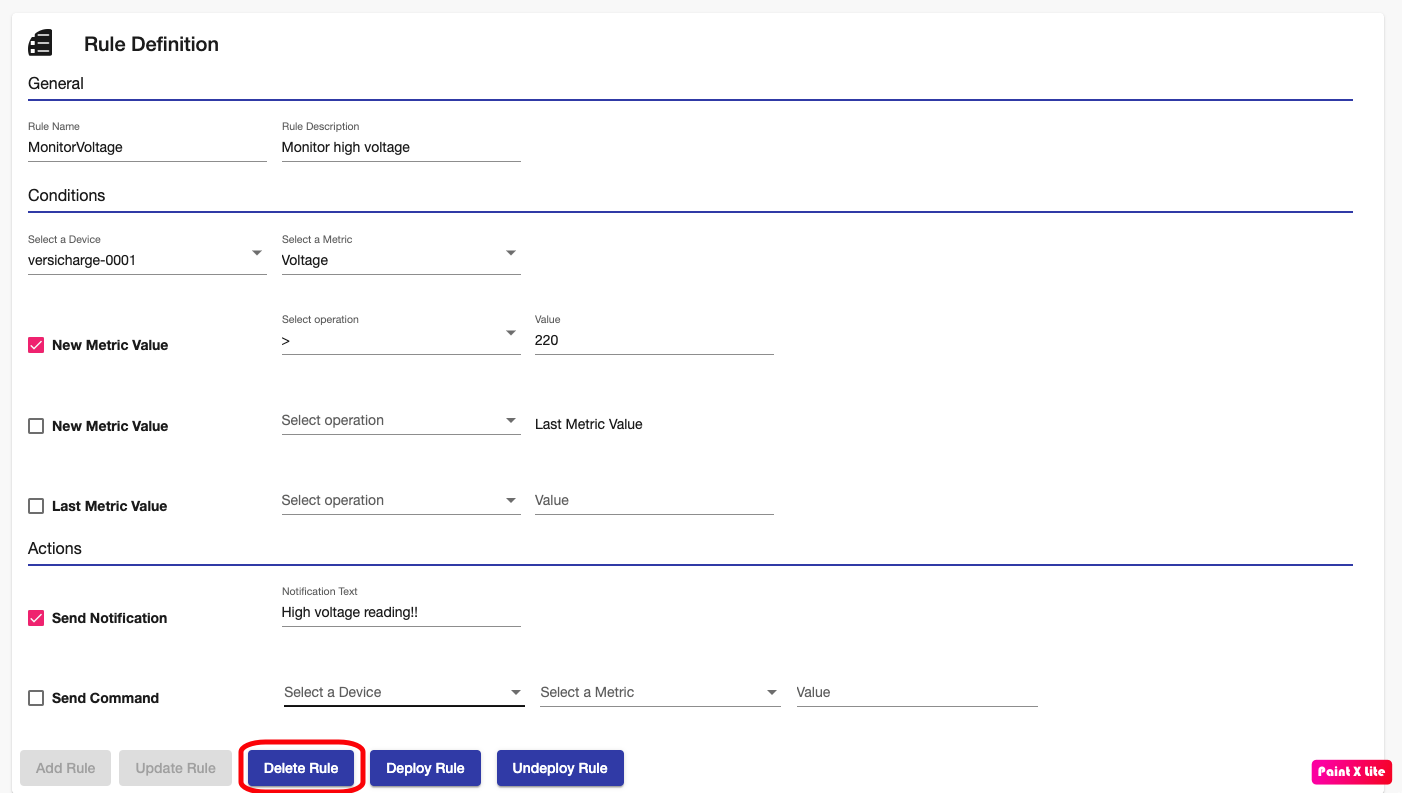 Rule Definition
General
Rule Name
Rule Description
MonitorVoltage
Monitor high voltage
Conditions
Select a Device
Select a Metric
versicharge-0001
Voltage
Select operation
Value
New Metric Value
>
220
New Metric Value
Select operation
Last Metric Value
Last Metric Value
Select operation
Value
Actions
Notification Text
Send Notification
High voltage reading!!
Send Command
Select a Device
Select a Metric
Value
Add Rule
Update Rule
Delete Rule
Deploy Rule
Undeploy Rule
Paint X Lite